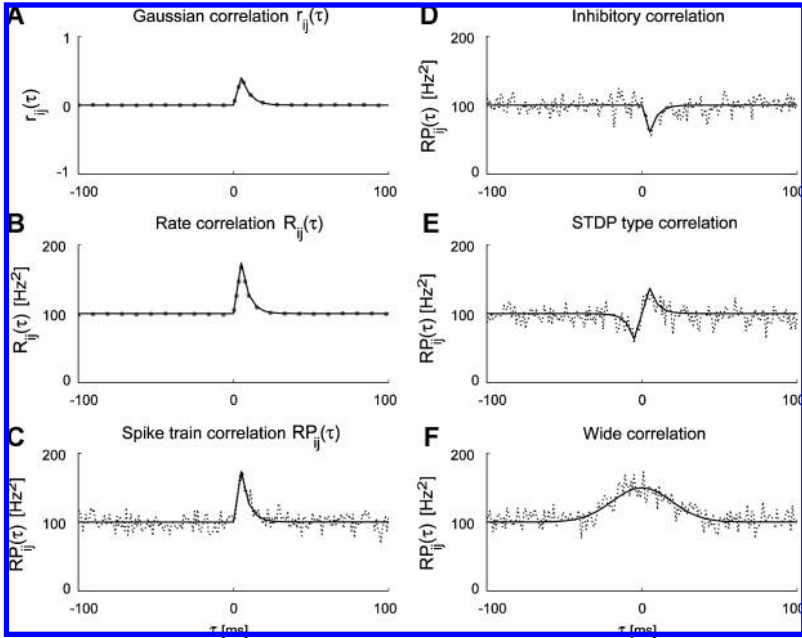 A
Gaussian correlation r_ij(τ)
1
0
-1
r_ij(τ)
-100
0
100
B
Rate correlation R_ij(τ)
200
100
0
R_ij(τ) [Hz²]
-100
0
100
C
Spike train correlation RP_ij(τ)
200
100
0
RP_ij(τ) [Hz²]
-100
0
100
τ [ms]
D
Inhibitory correlation
200
100
0
RP_ij(τ) [Hz²]
-100
0
100
E
STDP type correlation
200
100
0
RP_ij(τ) [Hz²]
-100
0
100
F
Wide correlation
200
100
0
RP_ij(τ) [Hz²]
-100
0
100
τ [ms]